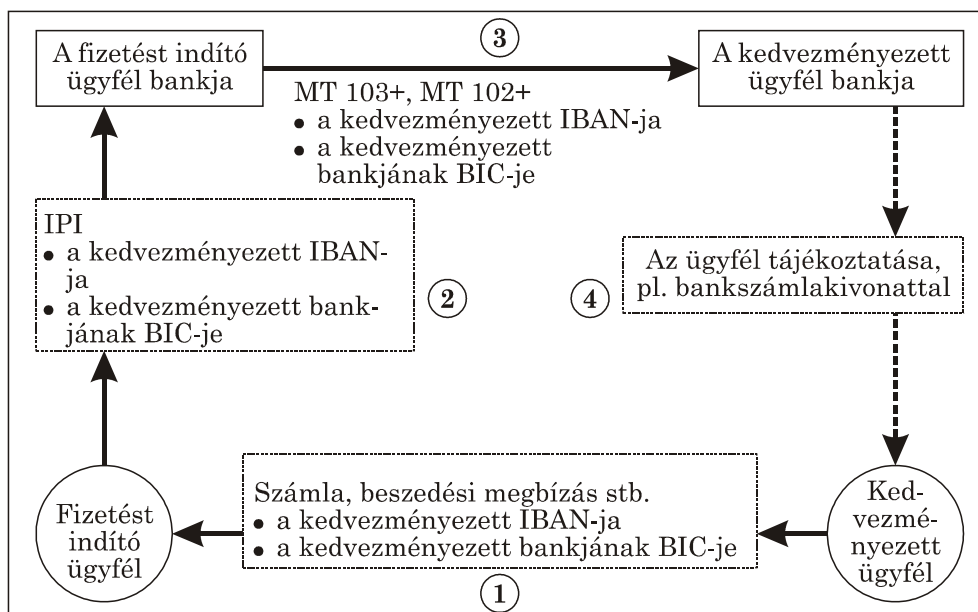 ③
A fizetést indító
ügyfél bankja
A kedvezményezett
ügyfél bankja
MT 103+, MT 102+
• a kedvezményezett IBAN-ja
• a kedvezményezett
bankjának BIC-je
IPI
• a kedvezményezett IBAN-
ja
• a kedvezményezett bank-
jának BIC-je
②
④
Az ügyfél tájékoztatása,
pl. bankszámlakivonattal
Fizetést
indító
ügyfél
Számla, beszedési megbízás stb.
• a kedvezményezett IBAN-ja
• a kedvezményezett bankjának BIC-je
Ked-
vezmé-
nyezett
ügyfél
①